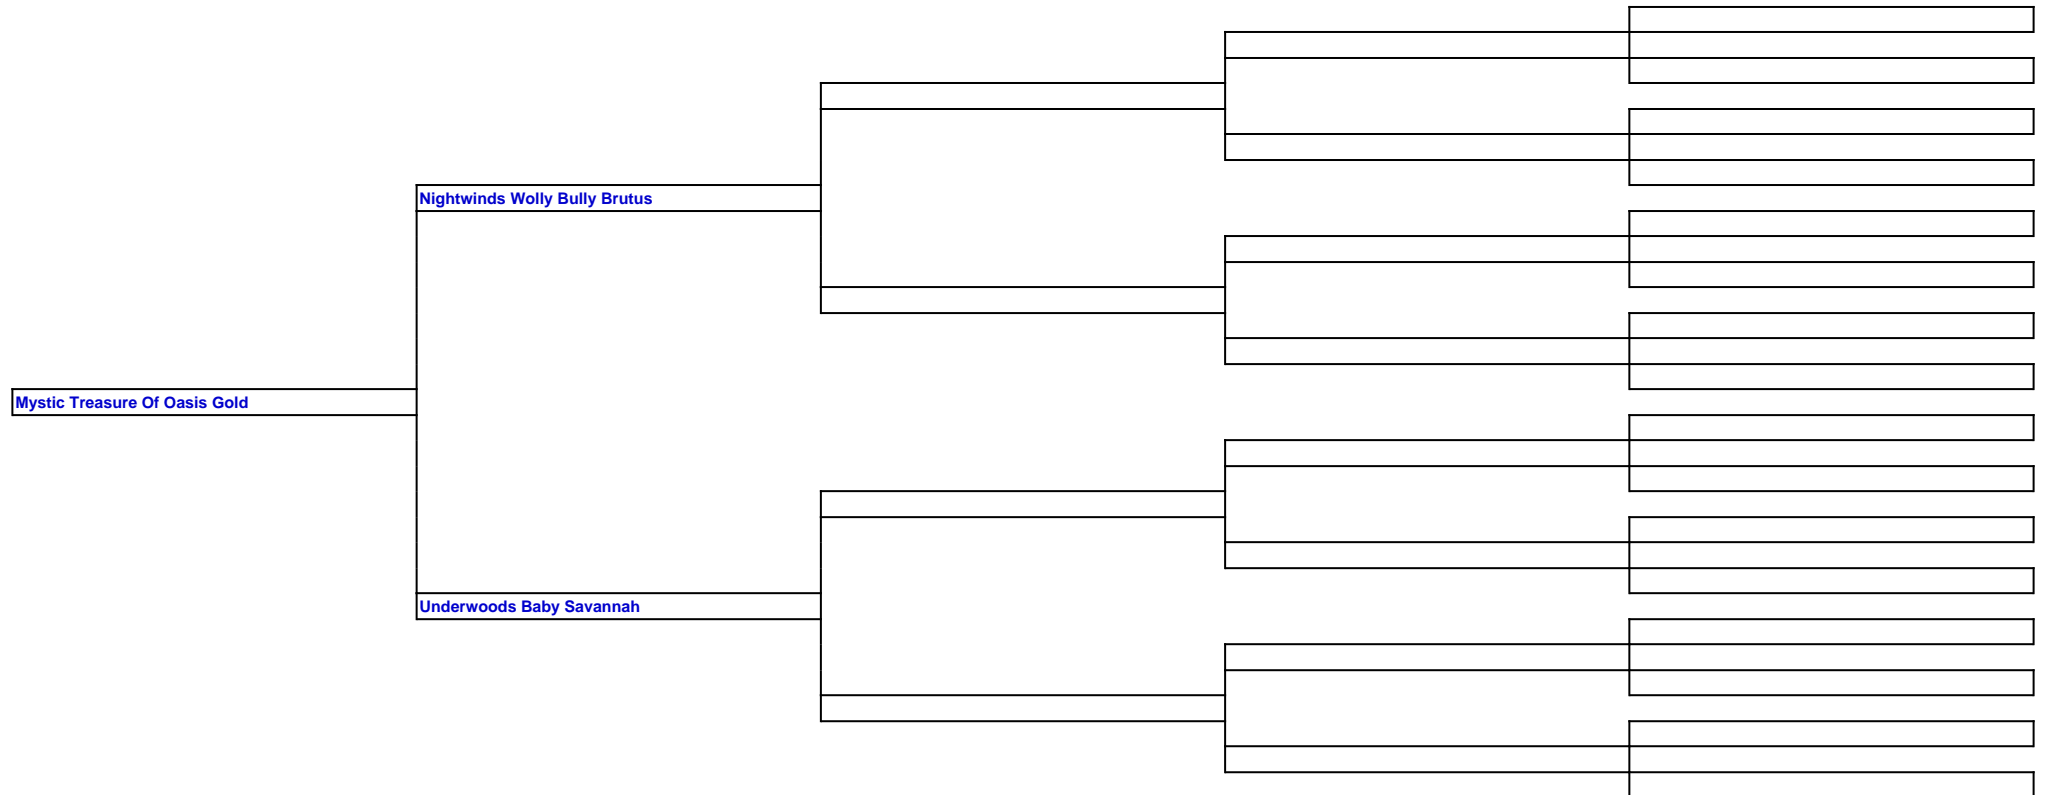 Nightwinds Wolly Bully Brutus
Mystic Treasure Of Oasis Gold
Underwoods Baby Savannah